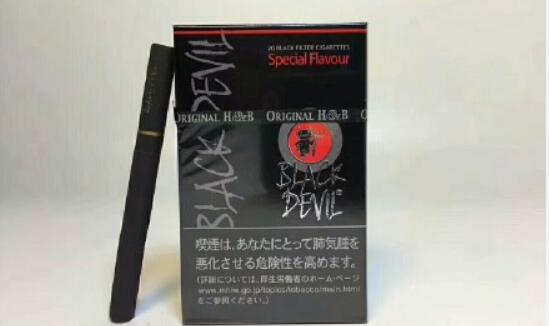 20 BLACK FILTER CIGARETTES
Special Flavour
BLACK DEVIL
ORIGINAL H&B ORIGINAL H&B
BLACK
DEVIL
喫煙は、あなたにとって肺気腫を
悪化させる危険性を高めます。
(詳細については、厚生労働省のホーム・ページ
www.mhlw.go.jp/topics/tobacco/main.html
をご参照ください。)